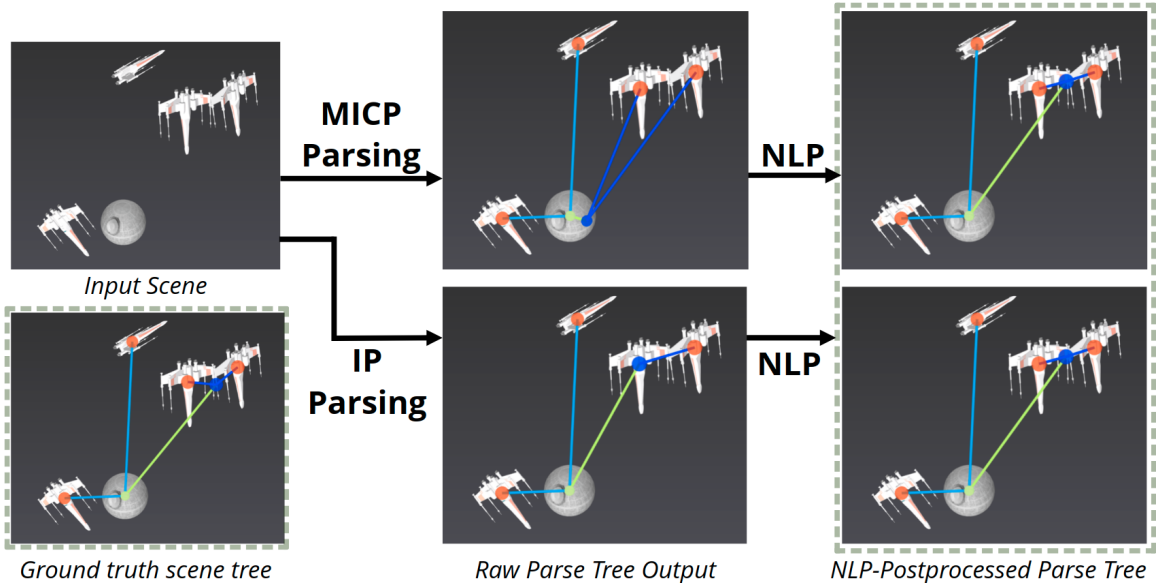 MICP
Parsing
NLP
Input Scene
IP
Parsing
NLP
Ground truth scene tree
Raw Parse Tree Output
NLP-Postprocessed Parse Tree